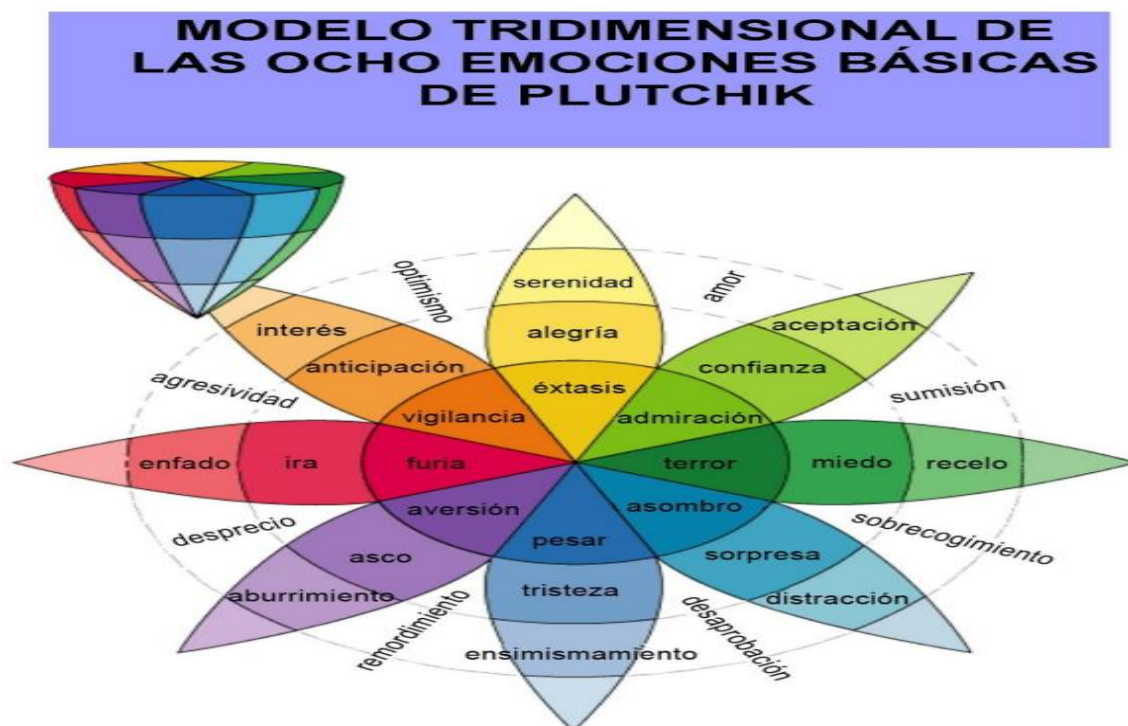 MODELO TRIDIMENSIONAL DE
LAS OCHO EMOCIONES BÁSICAS
DE PLUTCHIK
optimismo
serenidad
amor
interés
alegría
aceptación
anticipación
confianza
agresividad
éxtasis
sumisión
vigilancia
admiración
enfado
ira
furia
terror
miedo
recelo
aversión
asombro
desprecio
pesar
sobrecogimiento
asco
sorpresa
aburrimiento
tristeza
distracción
remordimiento
desaprobación
ensimismamiento